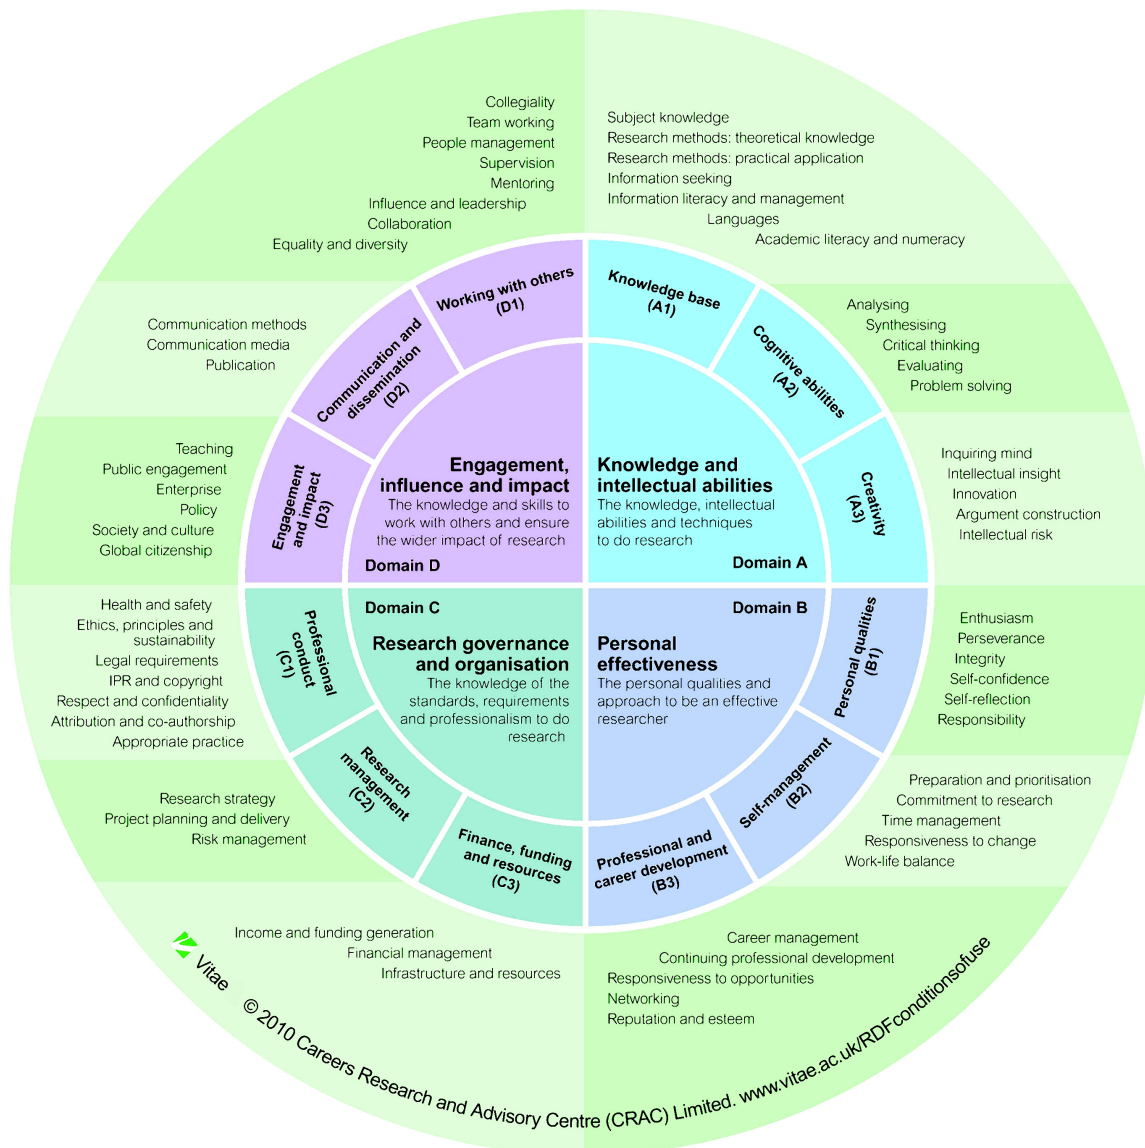 Collegiality
Team working
People management
Supervision
Mentoring
Influence and leadership
Collaboration
Equality and diversity
Subject knowledge
Research methods: theoretical knowledge
Research methods: practical application
Information seeking
Information literacy and management
Languages
Academic literacy and numeracy
Working with others
(D1)
Knowledge base
(A1)
Communication methods
Communication media
Publication
Communication and
dissemination
(D2)
Cognitive abilities
(A2)
Analysing
Synthesising
Critical thinking
Evaluating
Problem solving
Teaching
Public engagement
Enterprise
Policy
Society and culture
Global citizenship
Engagement
and impact
(D3)
Engagement,
influence and impact
The knowledge and skills to
work with others and ensure
the wider impact of research
Domain D
Knowledge and
intellectual abilities
The knowledge, intellectual
abilities and techniques
to do research
Domain A
Creativity
(A3)
Inquiring mind
Intellectual insight
Innovation
Argument construction
Intellectual risk
Health and safety
Ethics, principles and
sustainability
Legal requirements
IPR and copyright
Respect and confidentiality
Attribution and co-authorship
Appropriate practice
Professional
conduct
(C1)
Domain C
Research governance
and organisation
The knowledge of the
standards, requirements
and professionalism to do
research
Domain B
Personal
effectiveness
The personal qualities and
approach to be an effective
researcher
Personal qualities
(B1)
Enthusiasm
Perseverance
Integrity
Self-confidence
Self-reflection
Responsibility
Research strategy
Project planning and delivery
Risk management
Research
management
(C2)
Self-management
(B2)
Preparation and prioritisation
Commitment to research
Time management
Responsiveness to change
Work-life balance
Finance, funding
and resources
(C3)
Professional and
career development
(B3)
Income and funding generation
Financial management
Infrastructure and resources
Career management
Continuing professional development
Responsiveness to opportunities
Networking
Reputation and esteem
Vitae © 2010 Careers Research and Advisory Centre (CRAC) Limited. www.vitae.ac.uk/RDFconditionsofuse